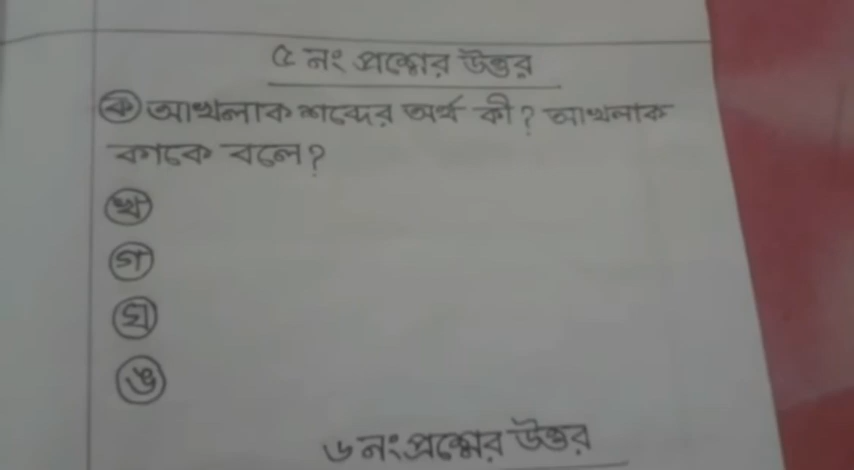 ৫ নং প্রশ্নের উত্তর
ক আখলাক শব্দের অর্থ কী? আখলাক
কাকে বলে?
খ
গ
ঘ
ঙ
৬ নং প্রশ্নের উত্তর